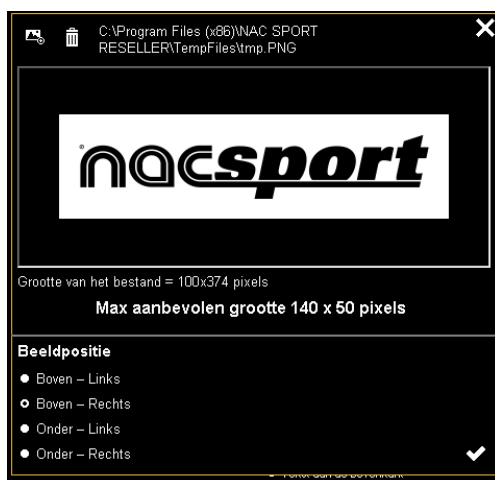 C:\Program Files (x86)\NAC SPORT
RESELLER\TempFiles\tmp.PNG
nacsport
Grootte van het bestand = 100x374 pixels
Max aanbevolen grootte 140 x 50 pixels
Beeldpositie
Boven – Links
Boven – Rechts
Onder – Links
Onder – Rechts